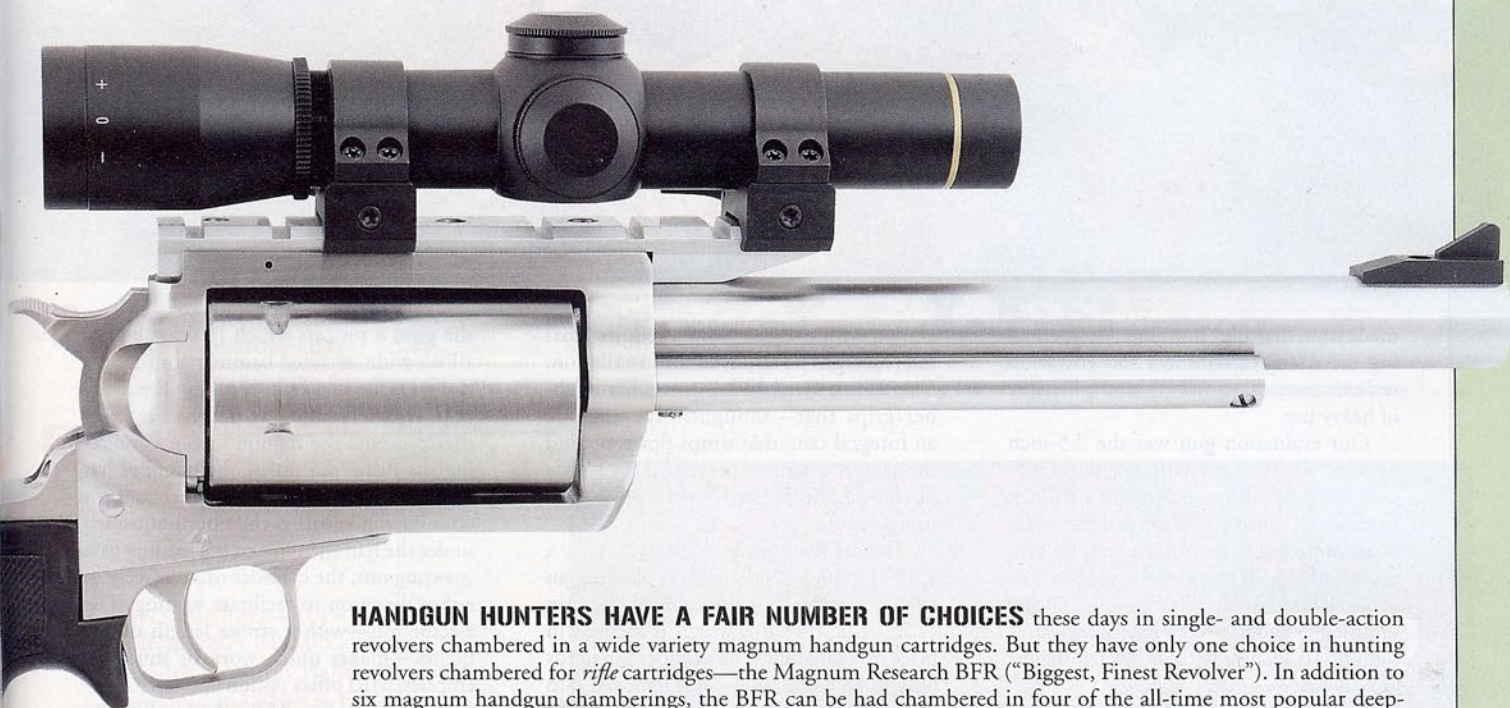 +
0
−
HANDGUN HUNTERS HAVE A FAIR NUMBER OF CHOICES these days in single- and double-action
revolvers chambered in a wide variety magnum handgun cartridges. But they have only one choice in hunting
revolvers chambered for rifle cartridges—the Magnum Research BFR (“Biggest, Finest Revolver”). In addition to
six magnum handgun chamberings, the BFR can be had chambered in four of the all-time most popular deep-